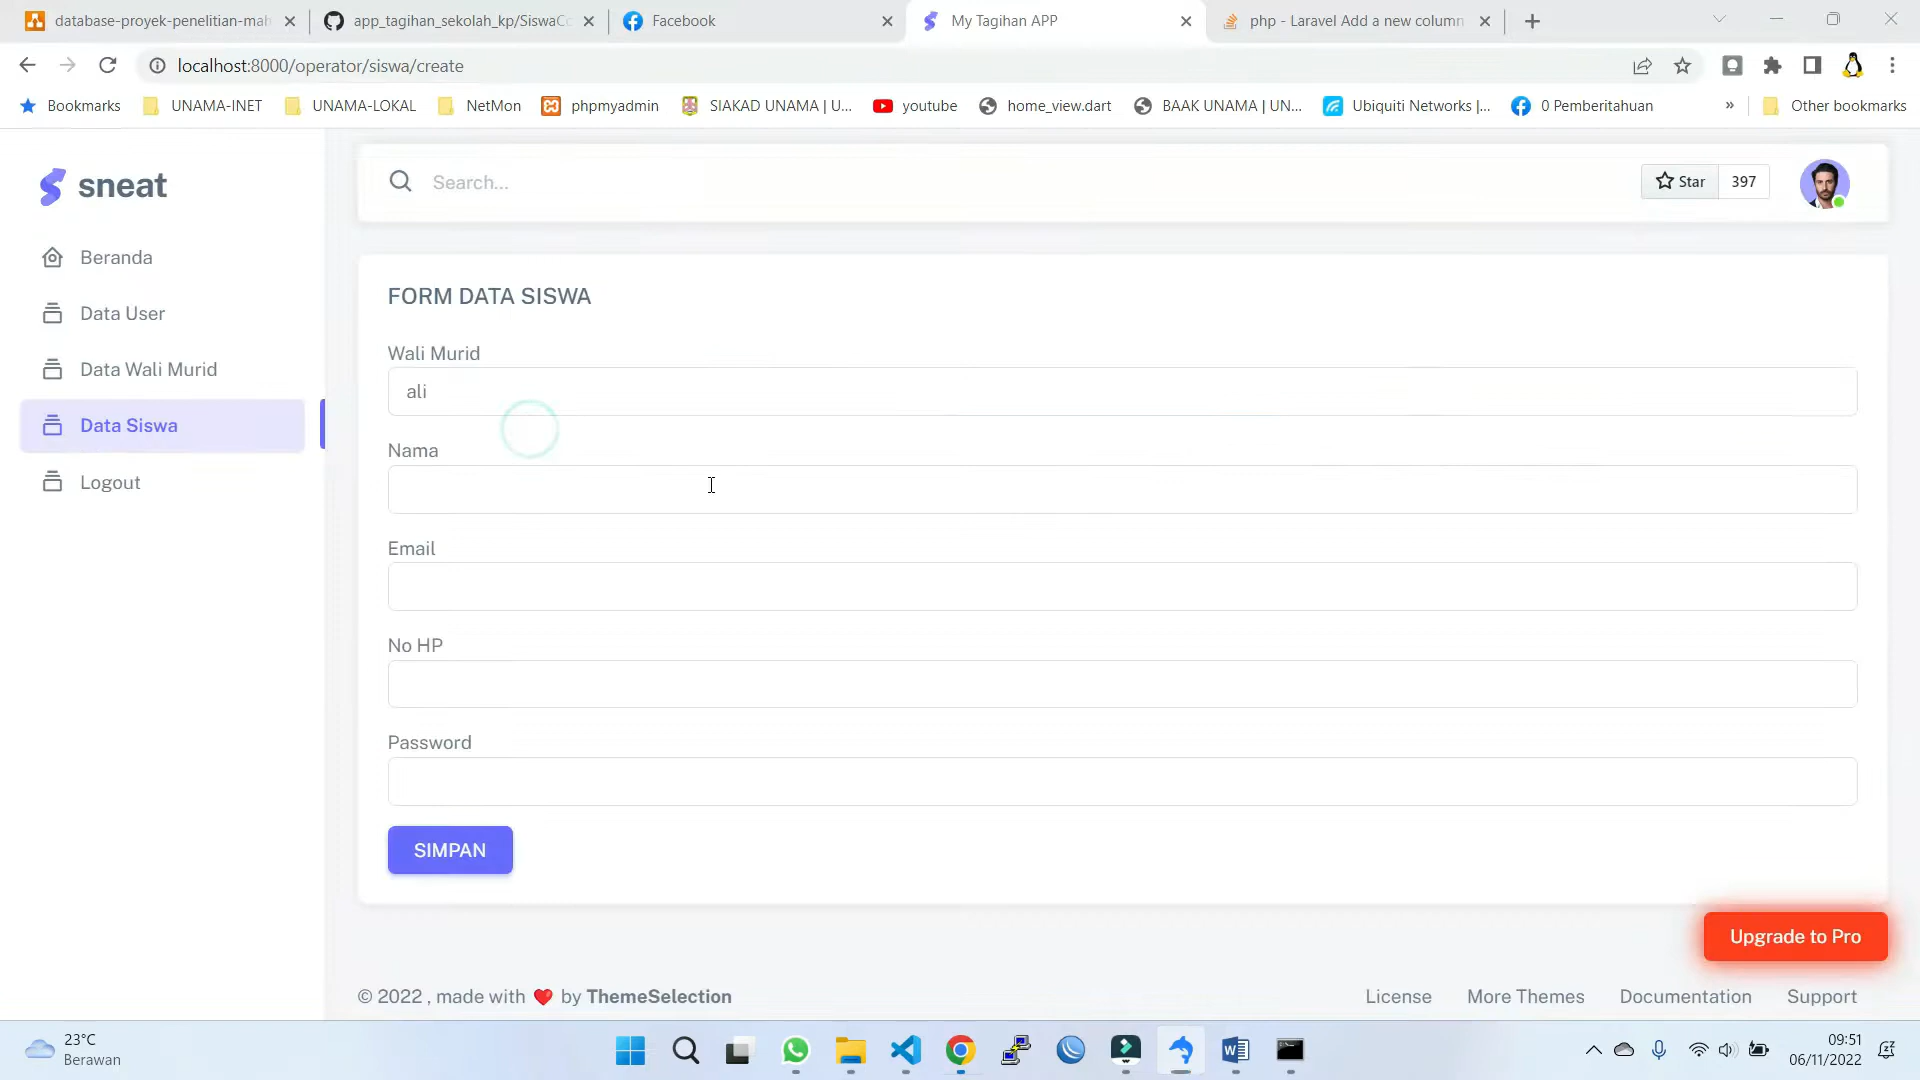 database-proyek-penelitian-mah
app_tagihan_sekolah_kp/SiswaCo
Facebook
My Tagihan APP
php - Laravel Add a new column
localhost:8000/operator/siswa/create
Bookmarks
UNAMA-INET
UNAMA-LOKAL
NetMon
phpmyadmin
SIAKAD UNAMA | U...
youtube
home_view.dart
BAAK UNAMA | UN...
Ubiquiti Networks |...
0 Pemberitahuan
»
Other bookmarks
sneat
Search...
Star
397
Beranda
Data User
Data Wali Murid
Data Siswa
Logout
FORM DATA SISWA
Wali Murid
ali
Nama
Email
No HP
Password
SIMPAN
Upgrade to Pro
© 2022 , made with ❤️ by ThemeSelection
License
More Themes
Documentation
Support
23°C
Berawan
09:51
06/11/2022